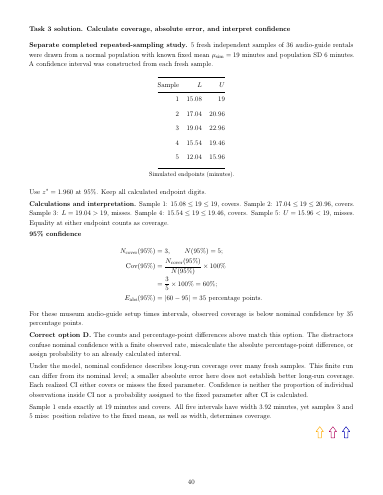 Task 3 solution. Calculate coverage, absolute error, and interpret confidence
Separate completed repeated-sampling study. 5 fresh independent samples of 36 audio-guide rentals
were drawn from a normal population with known fixed mean μsim = 19 minutes and population SD 6 minutes.
A confidence interval was constructed from each fresh sample.
Sample L U
1 15.08 19
2 17.04 20.96
3 19.04 22.96
4 15.54 19.46
5 12.04 15.96
Simulated endpoints (minutes).
Use z* = 1.960 at 95%. Keep all calculated endpoint digits.
Calculations and interpretation. Sample 1: 15.08 ≤ 19 ≤ 19, covers. Sample 2: 17.04 ≤ 19 ≤ 20.96, covers.
Sample 3: L = 19.04 > 19, misses. Sample 4: 15.54 ≤ 19 ≤ 19.46, covers. Sample 5: U = 15.96 < 19, misses.
Equality at either endpoint counts as coverage.
95% confidence
Ncover(95%) = 3, N(95%) = 5;
Cov(95%) = Ncover(95%) / N(95%) × 100%
= 3/5 × 100% = 60%;
Eabs(95%) = |60 − 95| = 35 percentage points.
For these museum audio-guide setup times intervals, observed coverage is below nominal confidence by 35
percentage points.
Correct option D. The counts and percentage-point differences above match this option. The distractors
confuse nominal confidence with a finite observed rate, miscalculate the absolute percentage-point difference, or
assign probability to an already calculated interval.
Under the model, nominal confidence describes long-run coverage over many fresh samples. This finite run
can differ from its nominal level; a smaller absolute error here does not establish better long-run coverage.
Each realized CI either covers or misses the fixed parameter. Confidence is neither the proportion of individual
observations inside CI nor a probability assigned to the fixed parameter after CI is calculated.
Sample 1 ends exactly at 19 minutes and covers. All five intervals have width 3.92 minutes, yet samples 3 and
5 miss: position relative to the fixed mean, as well as width, determines coverage.
40